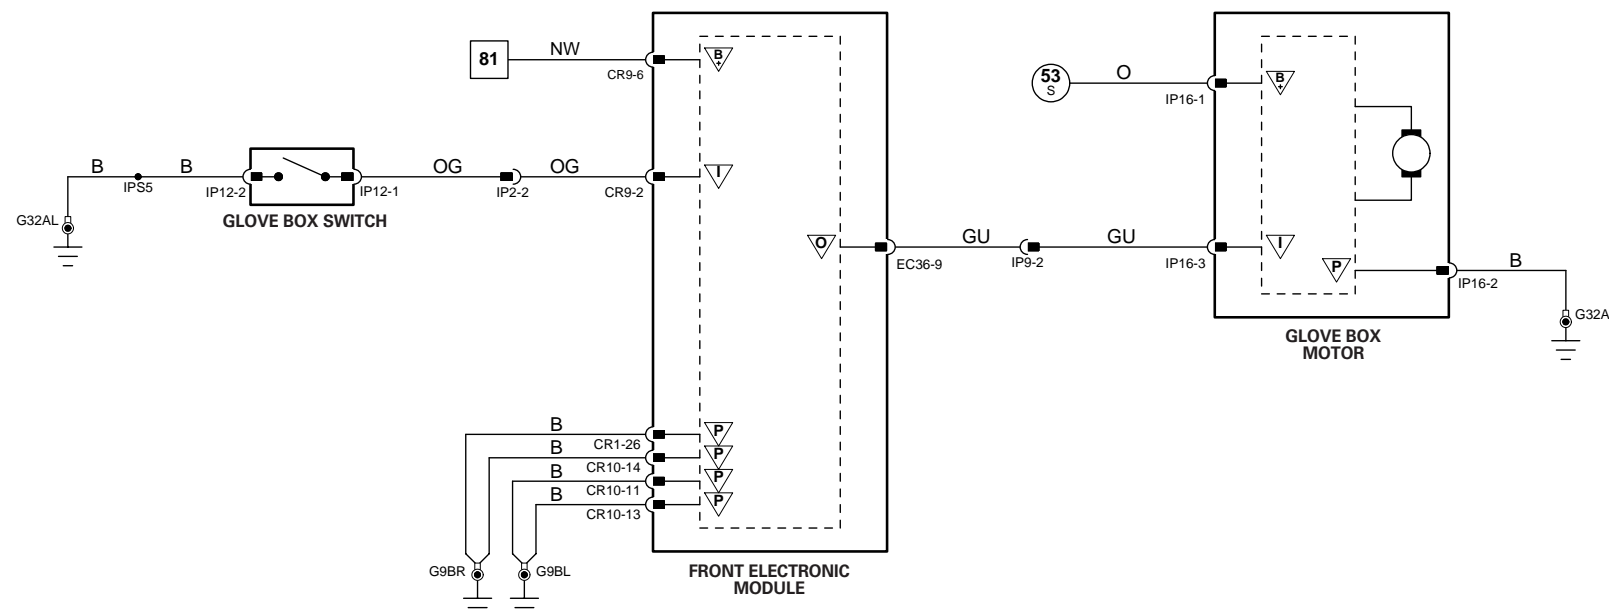 81
NW
CR9-6
B
+
53
S
O
IP16-1
B
+
B
IPS5
B
IP12-2
IP12-1
OG
IP2-2
OG
CR9-2
I
G32AL
GLOVE BOX SWITCH
O
EC36-9
GU
IP9-2
GU
IP16-3
I
P
IP16-2
B
G32A
GLOVE BOX
MOTOR
B
CR1-26
P
B
CR10-14
P
B
CR10-11
P
B
CR10-13
P
G9BR
G9BL
FRONT ELECTRONIC
MODULE